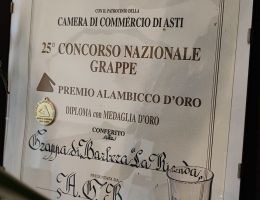 CON IL PATROCINIO DELLA
CAMERA DI COMMERCIO DI ASTI
25° CONCORSO NAZIONALE
GRAPPE
PREMIO ALAMBICCO D'ORO
DIPLOMA con MEDAGLIA D'ORO
CONFERITO
alla
Grappa di Barbera "La